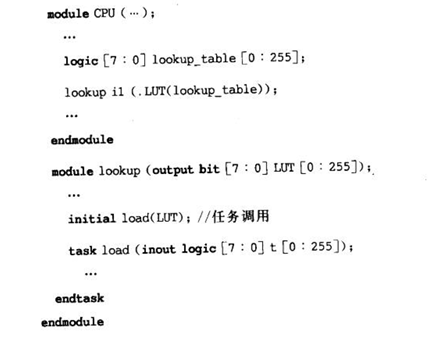 module CPU (…);
…
logic [7：0] lookup_table [0：255];
lookup i1 (.LUT(lookup_table));
…
endmodule
module lookup (output bit [7：0] LUT [0：255]);
…
initial load(LUT); //任务调用
task load (inout logic [7：0] t [0：255]);
…
endtask
endmodule